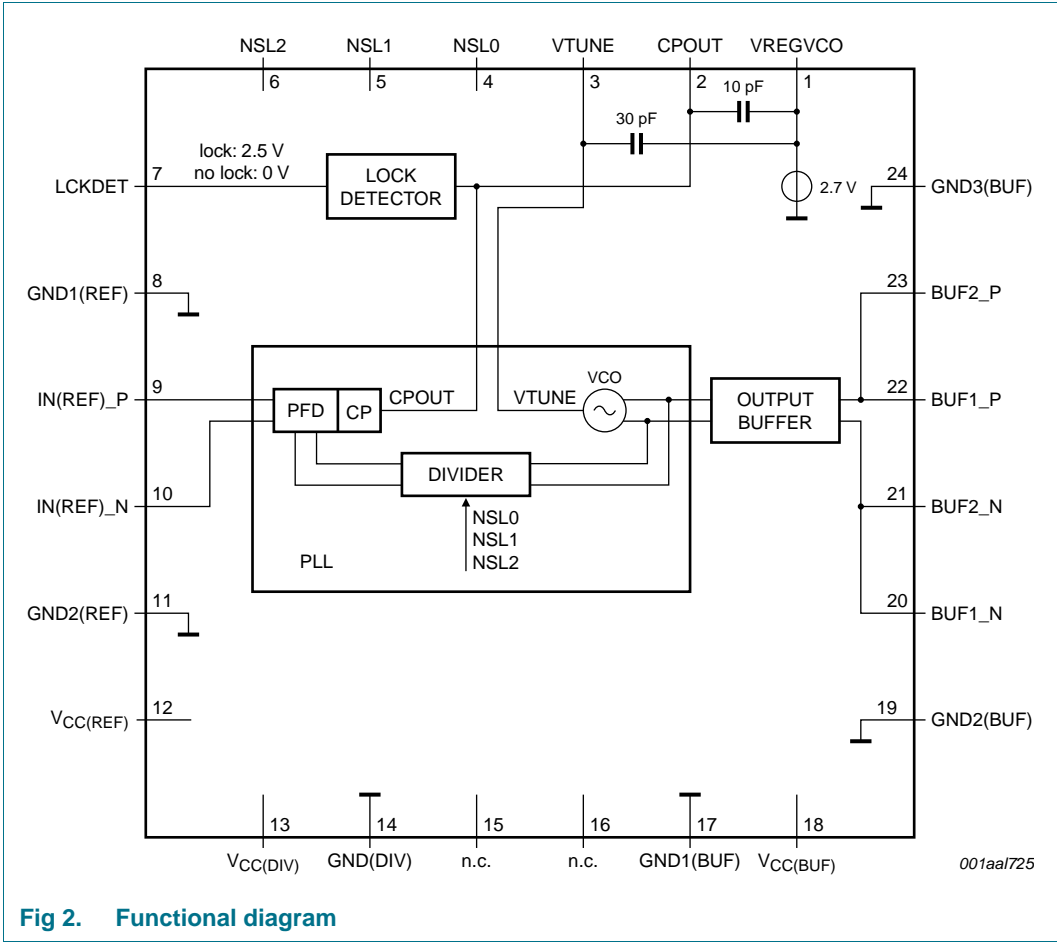 NSL2 NSL1 NSL0 VTUNE CPOUT VREGVCO
6 5 4 3 2 1
10 pF
30 pF
lock: 2.5 V
no lock: 0 V
LCKDET 7
LOCK
DETECTOR
2.7 V
24 GND3(BUF)
GND1(REF) 8
23 BUF2_P
IN(REF)_P 9
PFD CP CPOUT
VTUNE VCO
OUTPUT
BUFFER
22 BUF1_P
DIVIDER
IN(REF)_N 10
21 BUF2_N
NSL0
NSL1
NSL2
PLL
GND2(REF) 11
20 BUF1_N
VCC(REF) 12
19 GND2(BUF)
13 14 15 16 17 18
VCC(DIV) GND(DIV) n.c. n.c. GND1(BUF) VCC(BUF)
001aal725
Fig 2. Functional diagram